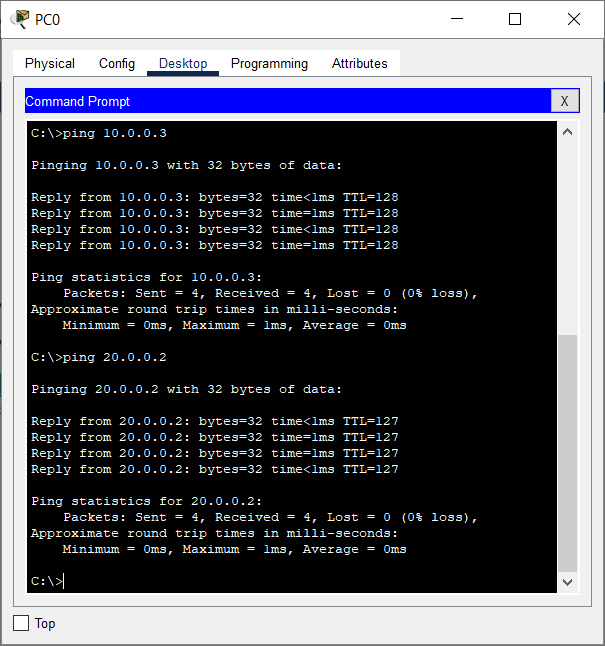 PC0
Physical Config Desktop Programming Attributes
Command Prompt X
C:\>ping 10.0.0.3
Pinging 10.0.0.3 with 32 bytes of data:
Reply from 10.0.0.3: bytes=32 time<1ms TTL=128
Reply from 10.0.0.3: bytes=32 time=1ms TTL=128
Reply from 10.0.0.3: bytes=32 time<1ms TTL=128
Reply from 10.0.0.3: bytes=32 time=1ms TTL=128
Ping statistics for 10.0.0.3:
    Packets: Sent = 4, Received = 4, Lost = 0 (0% loss),
Approximate round trip times in milli-seconds:
    Minimum = 0ms, Maximum = 1ms, Average = 0ms
C:\>ping 20.0.0.2
Pinging 20.0.0.2 with 32 bytes of data:
Reply from 20.0.0.2: bytes=32 time<1ms TTL=127
Reply from 20.0.0.2: bytes=32 time=1ms TTL=127
Reply from 20.0.0.2: bytes=32 time=1ms TTL=127
Reply from 20.0.0.2: bytes=32 time<1ms TTL=127
Ping statistics for 20.0.0.2:
    Packets: Sent = 4, Received = 4, Lost = 0 (0% loss),
Approximate round trip times in milli-seconds:
    Minimum = 0ms, Maximum = 1ms, Average = 0ms
C:\>
Top